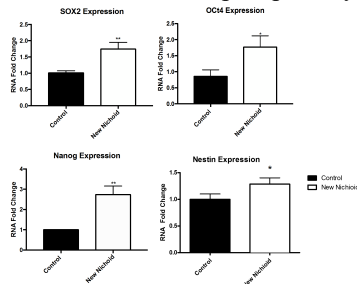 SOX2 Expression
RNA Fold Change
2.5
2.0
1.5
1.0
0.5
0.0
**
Control
New Nichoid
OCt4 Expression
RNA Fold Change
2.5
2.0
1.5
1.0
0.5
0.0
*
Control
New Nichoid
Nanog Expression
RNA Fold Change
4
3
2
1
0
**
Control
New Nichoid
Nestin Expression
RNA Fold Change
1.5
1.0
0.5
0.0
*
Control
New Nichioid
Control
New Nichioid